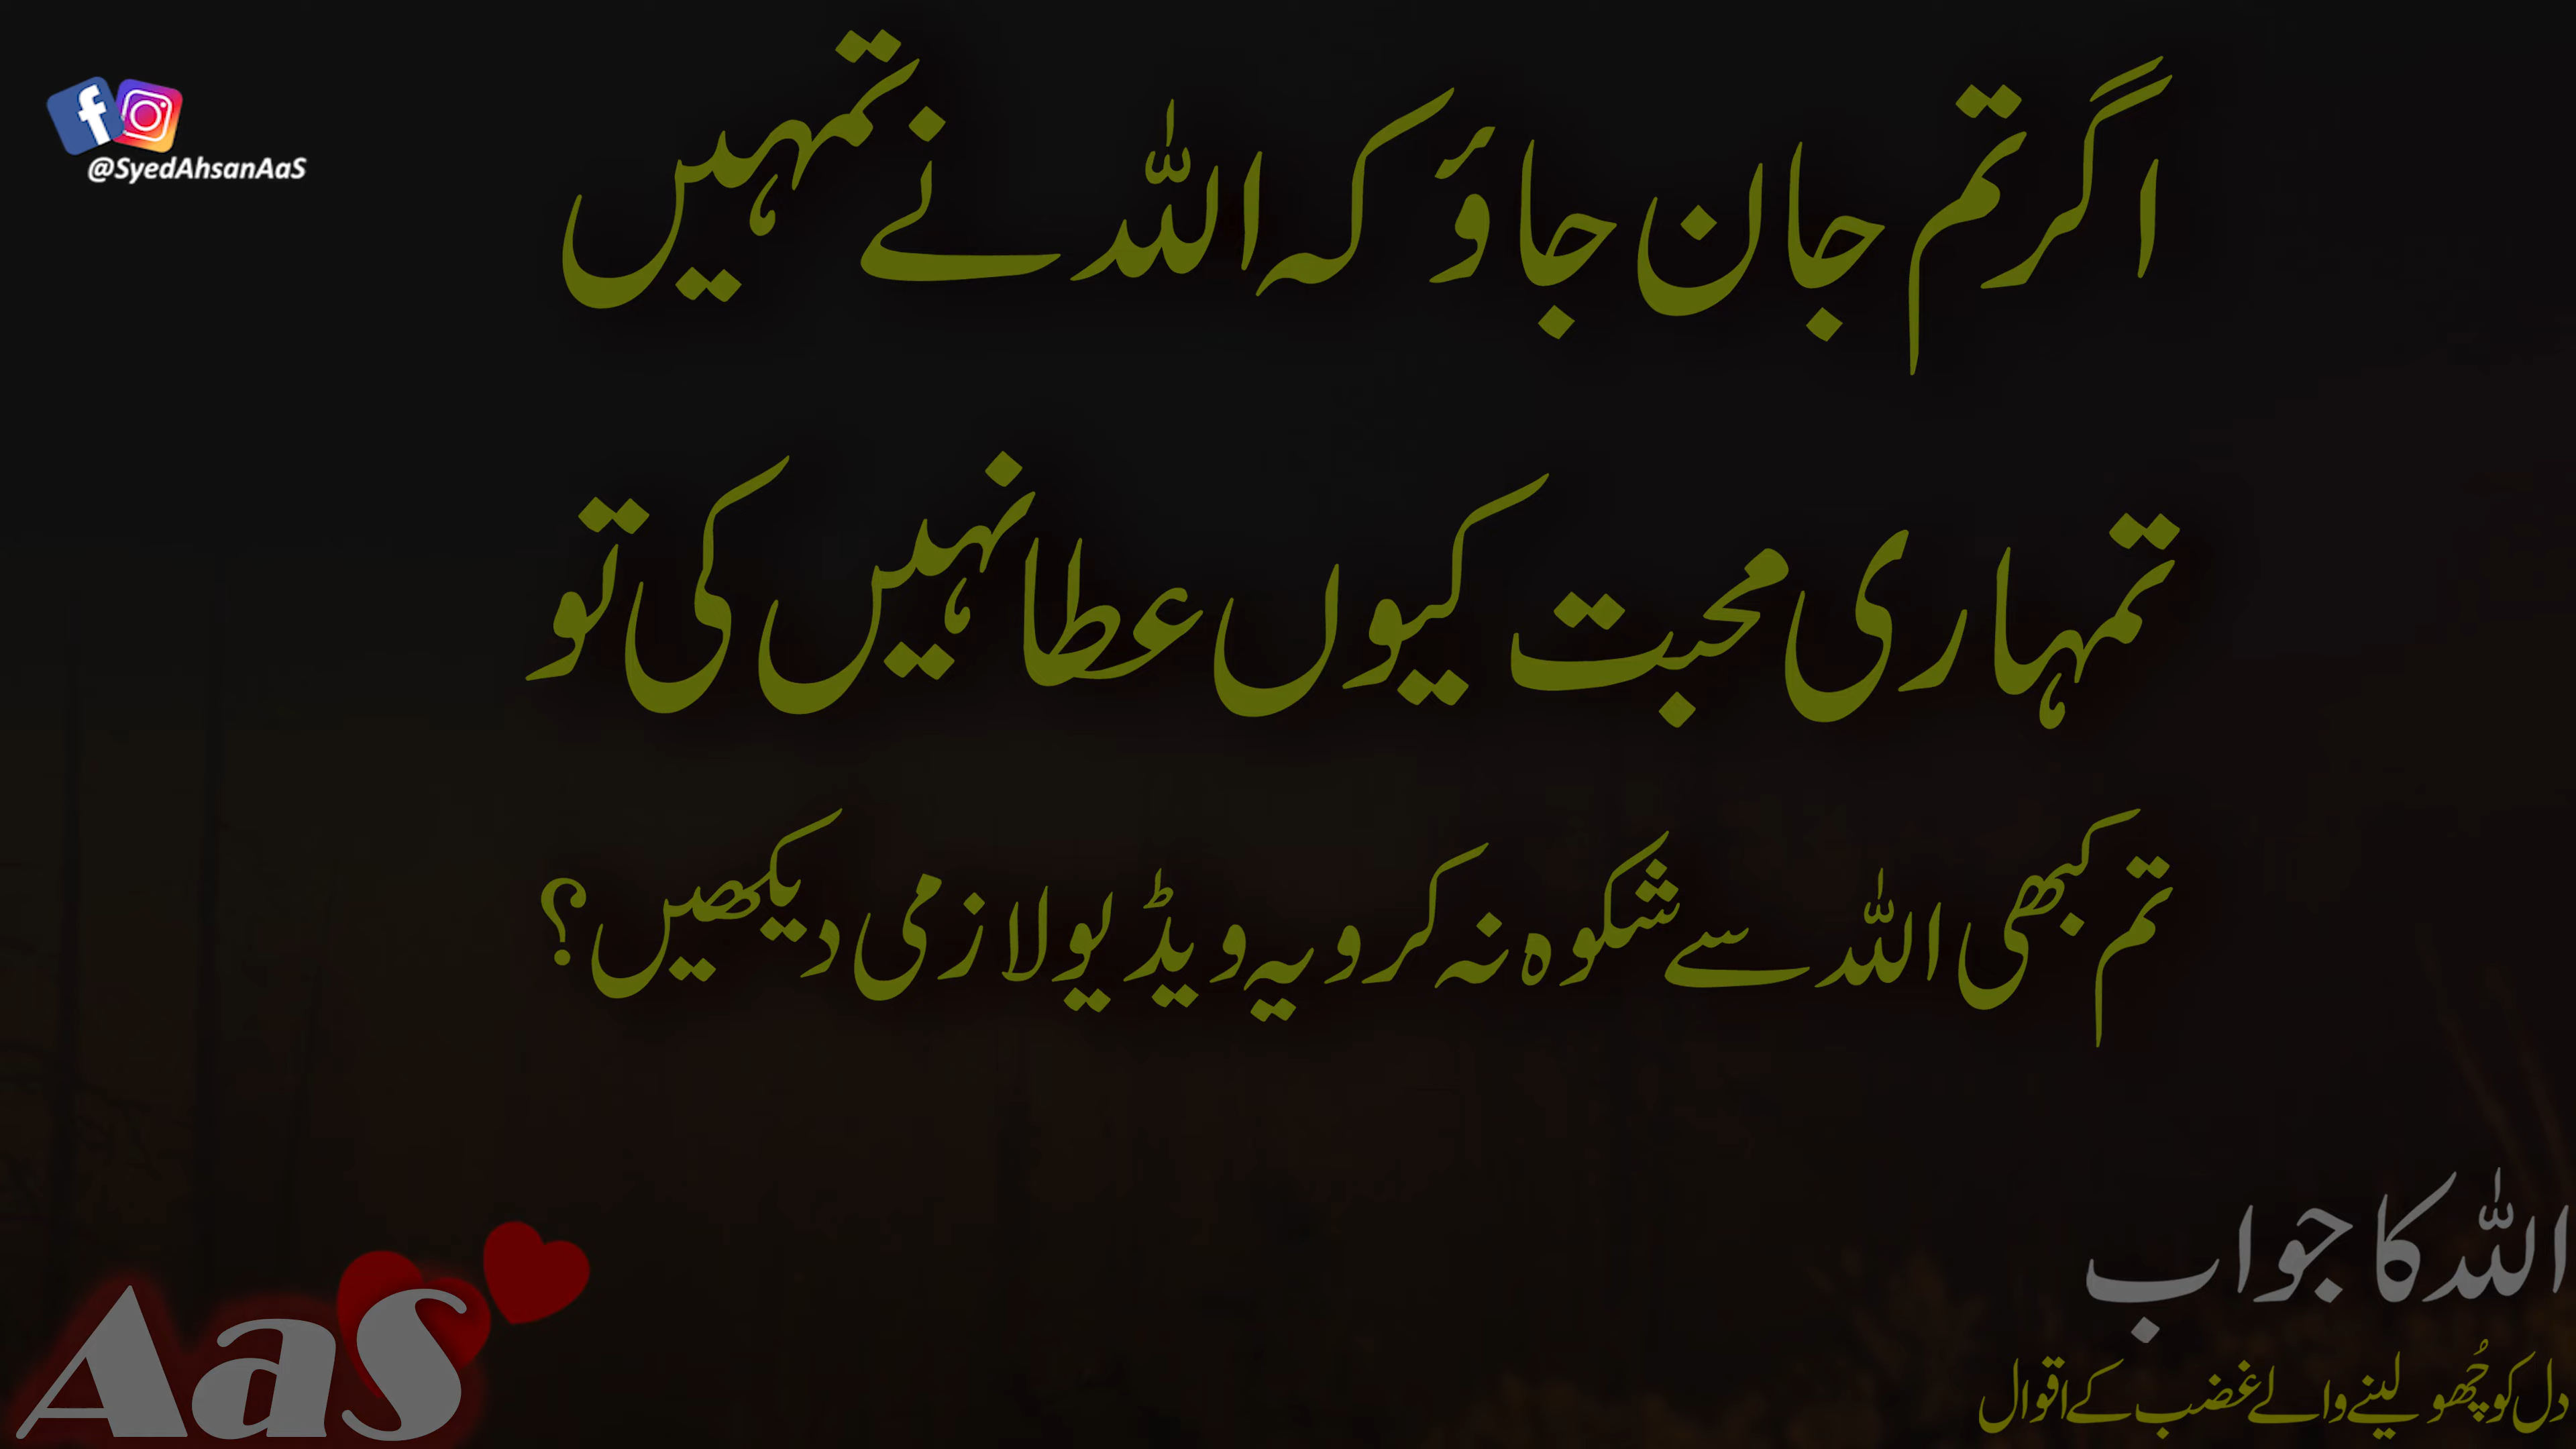 @SyedAhsanAaS
اگر تم جان جاؤ کہ اللہ نے تمہیں
تمہاری محبت کیوں عطا نہیں کی تو
تم کبھی اللہ سے شکوہ نہ کرو یہ ویڈیو لازمی دیکھیں؟
اللہ کا جواب
دل کو چُھو لینے والے غضب کے اقوال
AaS